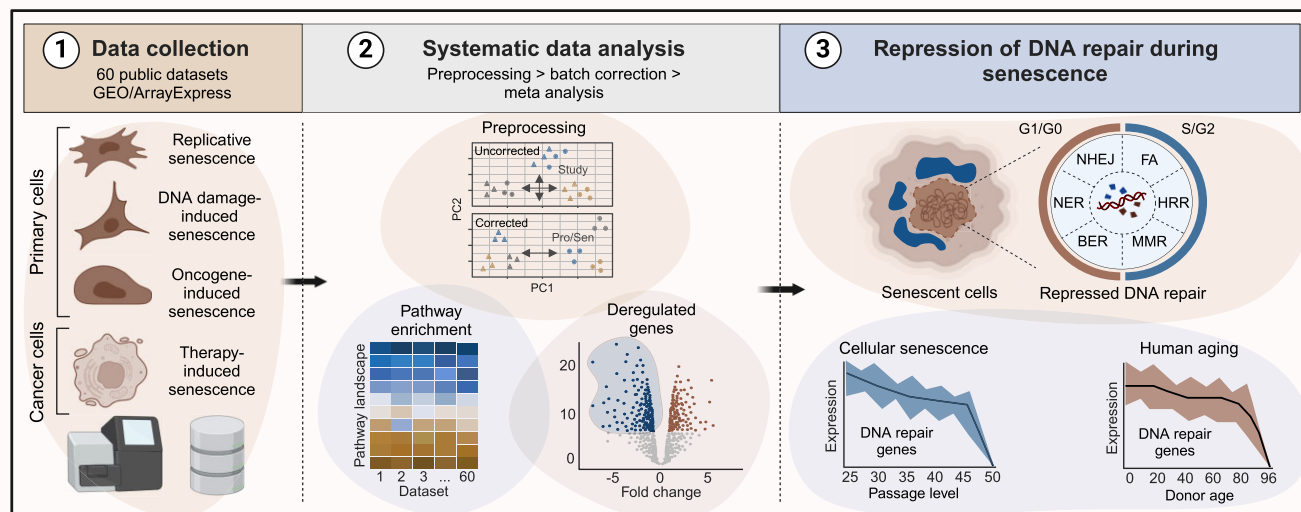 1
Data collection
60 public datasets
GEO/ArrayExpress
2
Systematic data analysis
Preprocessing > batch correction >
meta analysis
3
Repression of DNA repair during
senescence
Primary cells
Replicative
senescence
DNA damage-
induced
senescence
Oncogene-
induced
senescence
Cancer cells
Therapy-
induced
senescence
Preprocessing
Uncorrected
Study
Corrected
Pro/Sen
PC2
PC1
Pathway
enrichment
Pathway landscape
1 2 3 ... 60
Dataset
Deregulated
genes
20
10
0
-5 0 5
Fold change
Senescent cells
G1/G0
S/G2
NHEJ
FA
NER
HRR
BER
MMR
Repressed DNA repair
Cellular senescence
Expression
DNA repair
genes
25 30 35 40 45 50
Passage level
Human aging
Expression
DNA repair
genes
0 20 40 60 80 96
Donor age